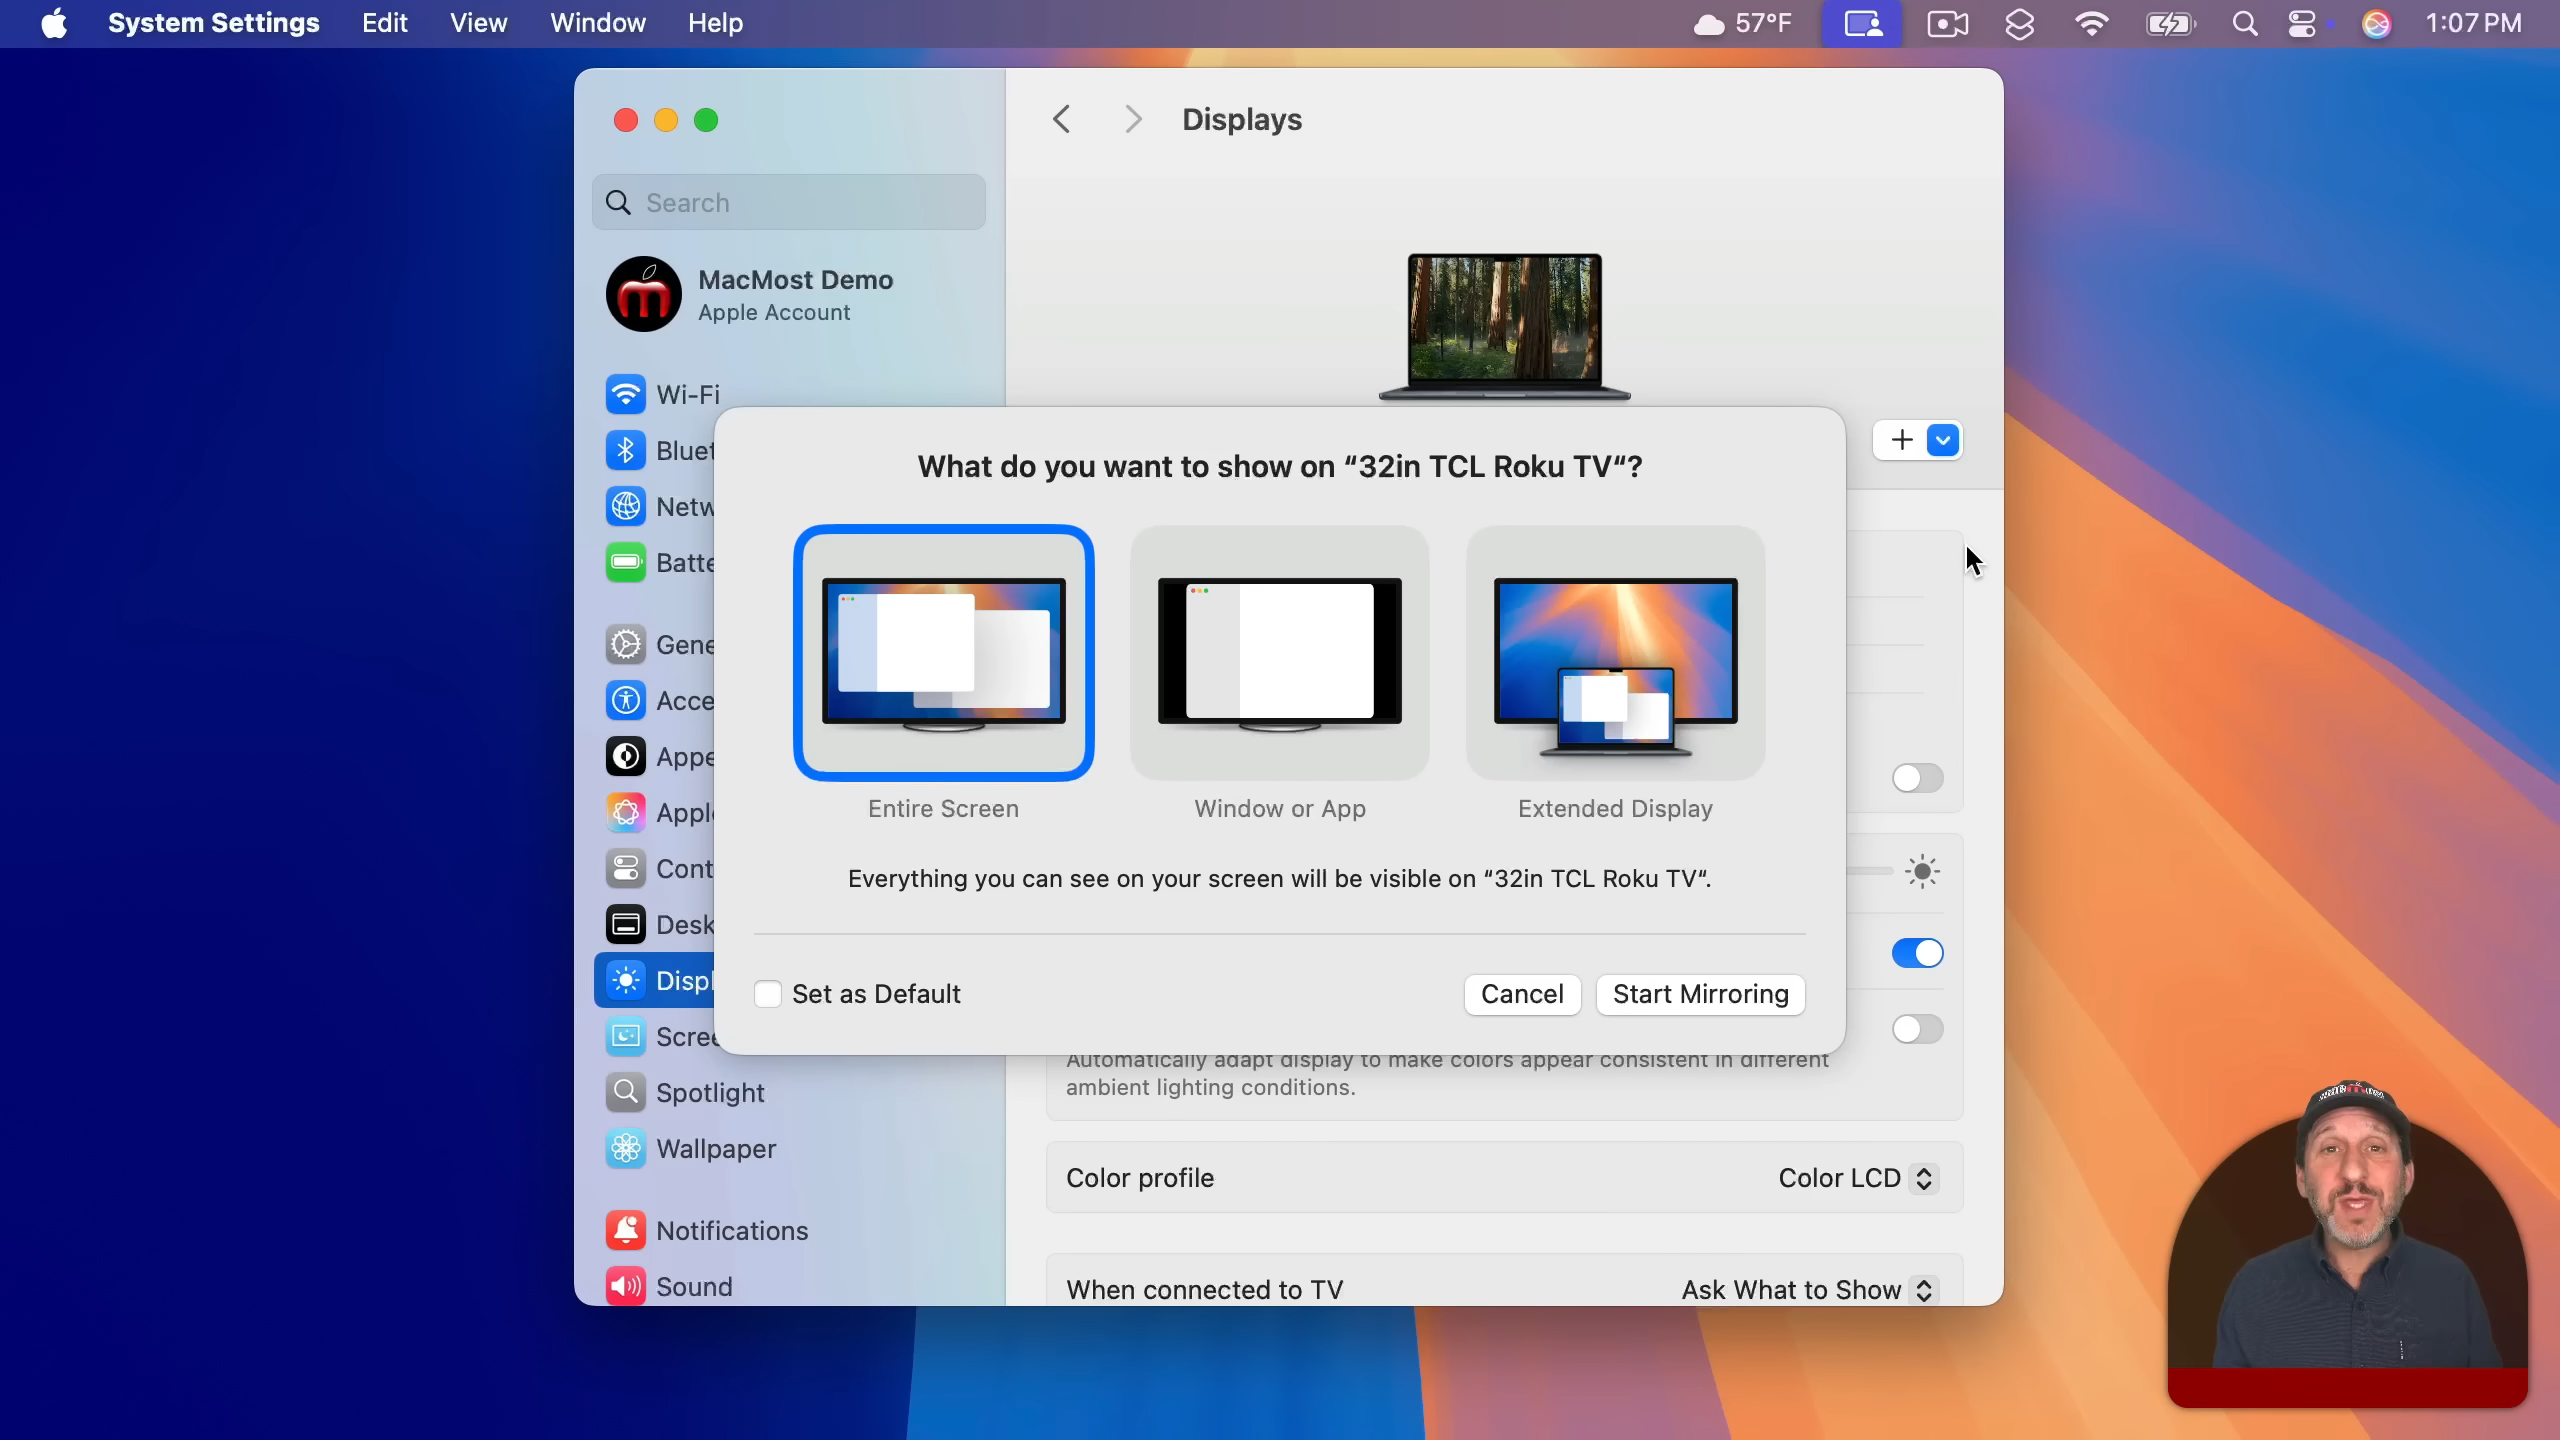 System Settings Edit View Window Help 57°F 1:07 PM
Displays
Search
MacMost Demo
Apple Account
Wi-Fi
Bluet
Netw
Batte
Gene
Acce
Appe
Apple
Cont
Desk
Displ
Scree
Spotlight
Wallpaper
Notifications
Sound
What do you want to show on “32in TCL Roku TV“?
Entire Screen Window or App Extended Display
Everything you can see on your screen will be visible on “32in TCL Roku TV“.
Set as Default Cancel Start Mirroring
Automatically adapt display to make colors appear consistent in different
ambient lighting conditions.
Color profile Color LCD
When connected to TV Ask What to Show